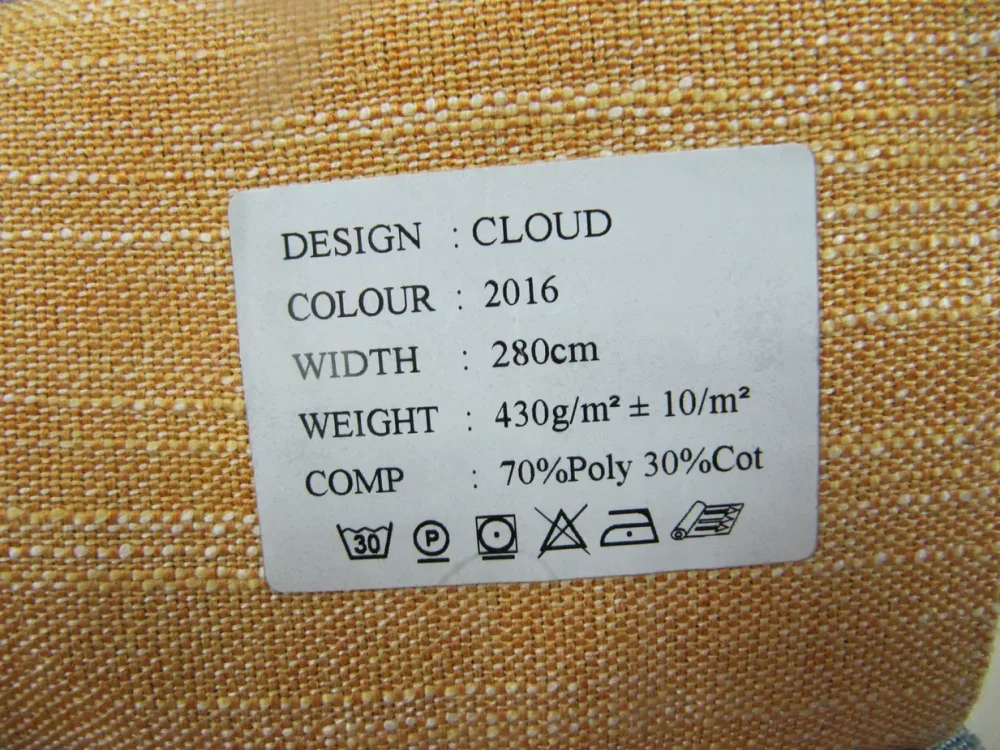 DESIGN : CLOUD
COLOUR : 2016
WIDTH : 280cm
WEIGHT : 430g/m² ± 10/m²
COMP : 70%Poly 30%Cot
30 P